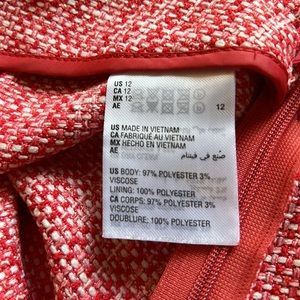 US 12
CA 12
MX 12
AE
12
US MADE IN VIETNAM
CA FABRIQUÉ AU VIETNAM
MX HECHO EN VIETNAM
AE
صنع في فيتنام
US BODY: 97% POLYESTER 3%
VISCOSE
LINING: 100% POLYESTER
CA CORPS: 97% POLYESTER 3%
VISCOSE
DOUBLURE: 100% POLYESTER